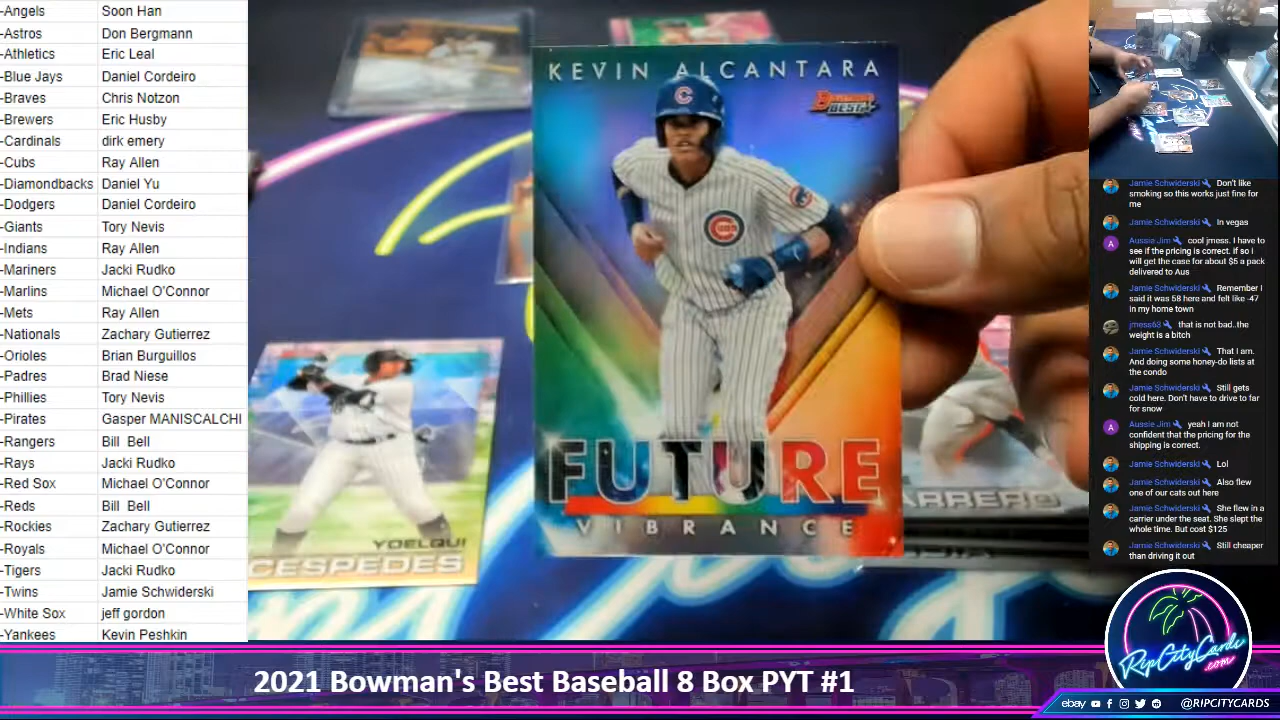 -Angels Soon Han
-Astros Don Bergmann
-Athletics Eric Leal
-Blue Jays Daniel Cordeiro
-Braves Chris Notzon
-Brewers Eric Husby
-Cardinals dirk emery
-Cubs Ray Allen
-Diamondbacks Daniel Yu
-Dodgers Daniel Cordeiro
-Giants Tory Nevis
-Indians Ray Allen
-Mariners Jacki Rudko
-Marlins Michael O'Connor
-Mets Ray Allen
-Nationals Zachary Gutierrez
-Orioles Brian Burguillos
-Padres Brad Niese
-Phillies Tory Nevis
-Pirates Gasper MANISCALCHI
-Rangers Bill Bell
-Rays Jacki Rudko
-Red Sox Michael O'Connor
-Reds Bill Bell
-Rockies Zachary Gutierrez
-Royals Michael O'Connor
-Tigers Jacki Rudko
-Twins Jamie Schwiderski
-White Sox jeff gordon
-Yankees Kevin Peshkin
KEVIN ALCANTARA
BOWMAN'S
BEST
C
CUBS
FUTURE
VIBRANCE
YOELQUI
CESPEDES
ARRERO
Jamie Schwiderski Don't like
smoking so this works just fine for
me
Jamie Schwiderski In vegas
A Aussie Jim cool jmess. I have to
see if the pricing is correct. If so I
will get the case for about $5 a pack
delivered to Aus
Jamie Schwiderski Remember I
said it was 58 here and felt like -47
in my home town
jmess63 that is not bad..the
weight is a bitch
Jamie Schwiderski That I am.
And doing some honey-do lists at
the condo
Jamie Schwiderski Still gets
cold here. Don't have to drive to far
for snow
A Aussie Jim yeah I am not
confident that the pricing for the
shipping is correct.
Jamie Schwiderski Lol
Jamie Schwiderski Also flew
one of our cats out here
Jamie Schwiderski She flew in a
carrier under the seat. She slept the
whole time. But cost $125
Jamie Schwiderski Still cheaper
than driving it out
RipCityCards
.com
2021 Bowman's Best Baseball 8 Box PYT #1
ebay @RIPCITYCARDS